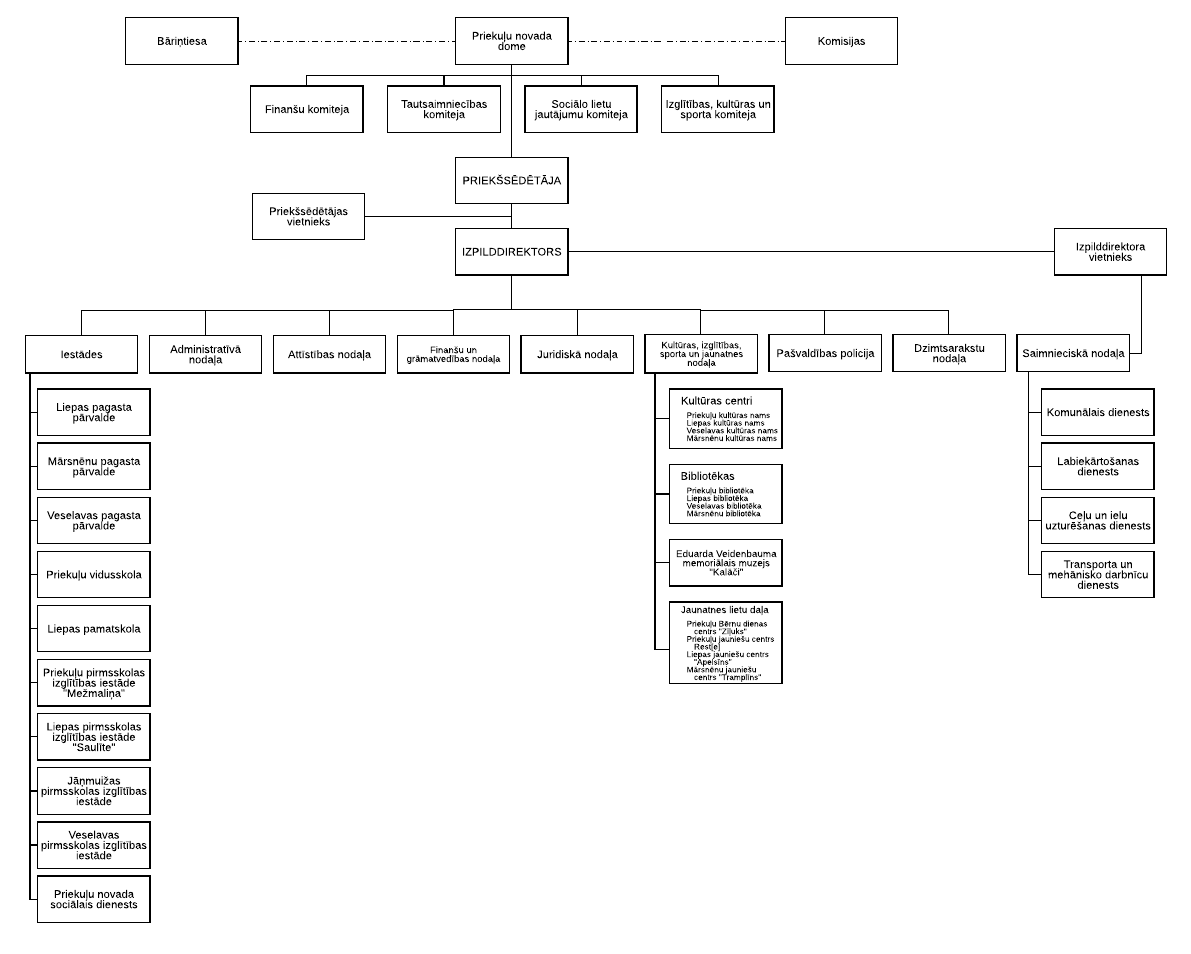 Bāriņtiesa
Priekuļu novada
dome
Komisijas
Finanšu komiteja
Tautsaimniecības
komiteja
Sociālo lietu
jautājumu komiteja
Izglītības, kultūras un
sporta komiteja
PRIEKŠSĒDĒTĀJA
Priekšsēdētājas
vietnieks
IZPILDDIREKTORS
Izpilddirektora
vietnieks
Iestādes
Administratīvā
nodaļa
Attīstības nodaļa
Finanšu un
grāmatvedības nodaļa
Juridiskā nodaļa
Kultūras, izglītības,
sporta un jaunatnes
nodaļa
Pašvaldības policija
Dzimtsarakstu
nodaļa
Saimnieciskā nodaļa
Liepas pagasta
pārvalde
Mārsnēnu pagasta
pārvalde
Veselavas pagasta
pārvalde
Priekuļu vidusskola
Liepas pamatskola
Priekuļu pirmsskolas
izglītības iestāde
"Mežmaliņa"
Liepas pirmsskolas
izglītības iestāde
"Saulīte"
Jāņmuižas
pirmsskolas izglītības
iestāde
Veselavas
pirmsskolas izglītības
iestāde
Priekuļu novada
sociālais dienests
Kultūras centri
Priekuļu kultūras nams
Liepas kultūras nams
Veselavas kultūras nams
Mārsnēnu kultūras nams
Bibliotēkas
Priekuļu bibliotēka
Liepas bibliotēka
Veselavas bibliotēka
Mārsnēnu bibliotēka
Eduarda Veidenbauma
memoriālais muzejs
"Kalāči"
Jaunatnes lietu daļa
Priekuļu Bērnu dienas
centrs "Zīļuks"
Priekuļu jauniešu centrs
Rest[e]
Liepas jauniešu centrs
"Apelsīns"
Mārsnēnu jauniešu
centrs "Tramplīns"
Komunālais dienests
Labiekārtošanas
dienests
Ceļu un ielu
uzturēšanas dienests
Transporta un
mehānisko darbnīcu
dienests